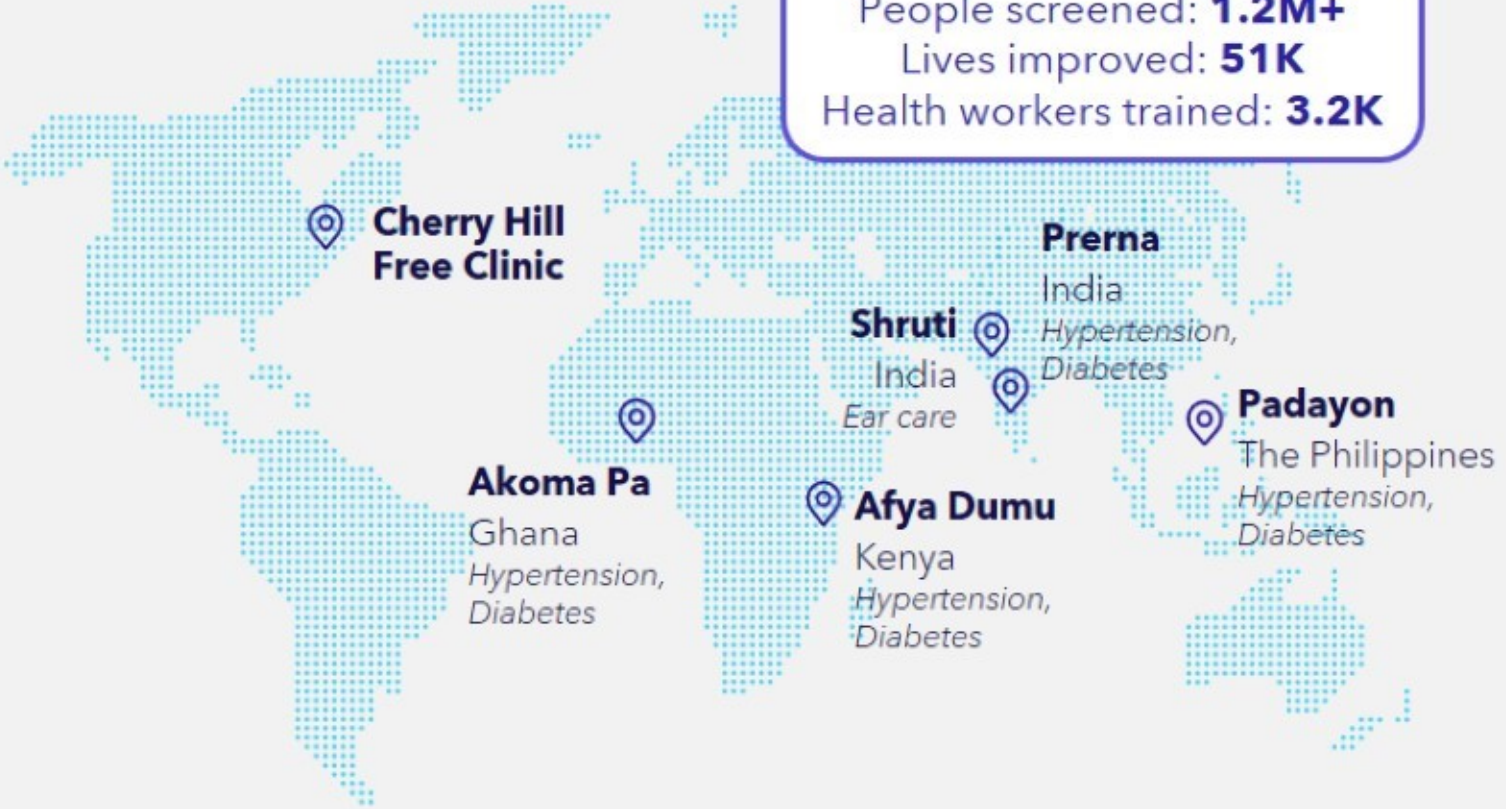 People screened: 1.2M+
Lives improved: 51K
Health workers trained: 3.2K
Cherry Hill
Free Clinic
Prerna
India
Hypertension,
Diabetes
Shruti
India
Ear care
Padayon
The Philippines
Hypertension,
Diabetes
Akoma Pa
Ghana
Hypertension,
Diabetes
Afya Dumu
Kenya
Hypertension,
Diabetes